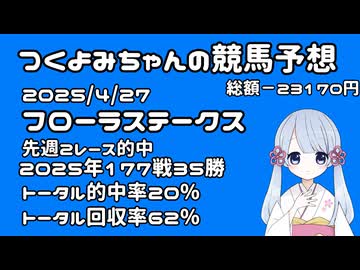 つくよみちゃんの競馬予想
2025/4/27
総額－23170円
フローラステークス
先週2レース的中
2025年177戦35勝
トータル的中率20%
トータル回収率62%